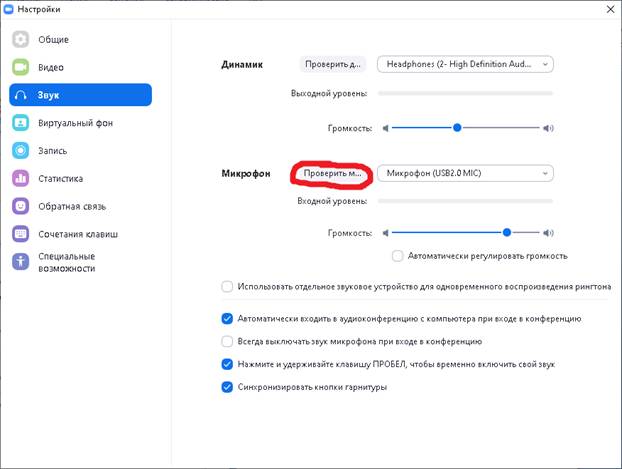 Настройки
Общие
Видео
Звук
Виртуальный фон
Запись
Статистика
Обратная связь
Сочетания клавиш
Специальные
возможности
Динамик Проверить д... Headphones (2- High Definition Aud...
Выходной уровень:
Громкость:
Микрофон Проверить м... Микрофон (USB2.0 MIC)
Входной уровень:
Громкость:
Автоматически регулировать громкость
Использовать отдельное звуковое устройство для одновременного воспроизведения рингтона
Автоматически входить в аудиоконференцию с компьютера при входе в конференцию
Всегда выключать звук микрофона при входе в конференцию
Нажмите и удерживайте клавишу ПРОБЕЛ, чтобы временно включить свой звук
Синхронизировать кнопки гарнитуры